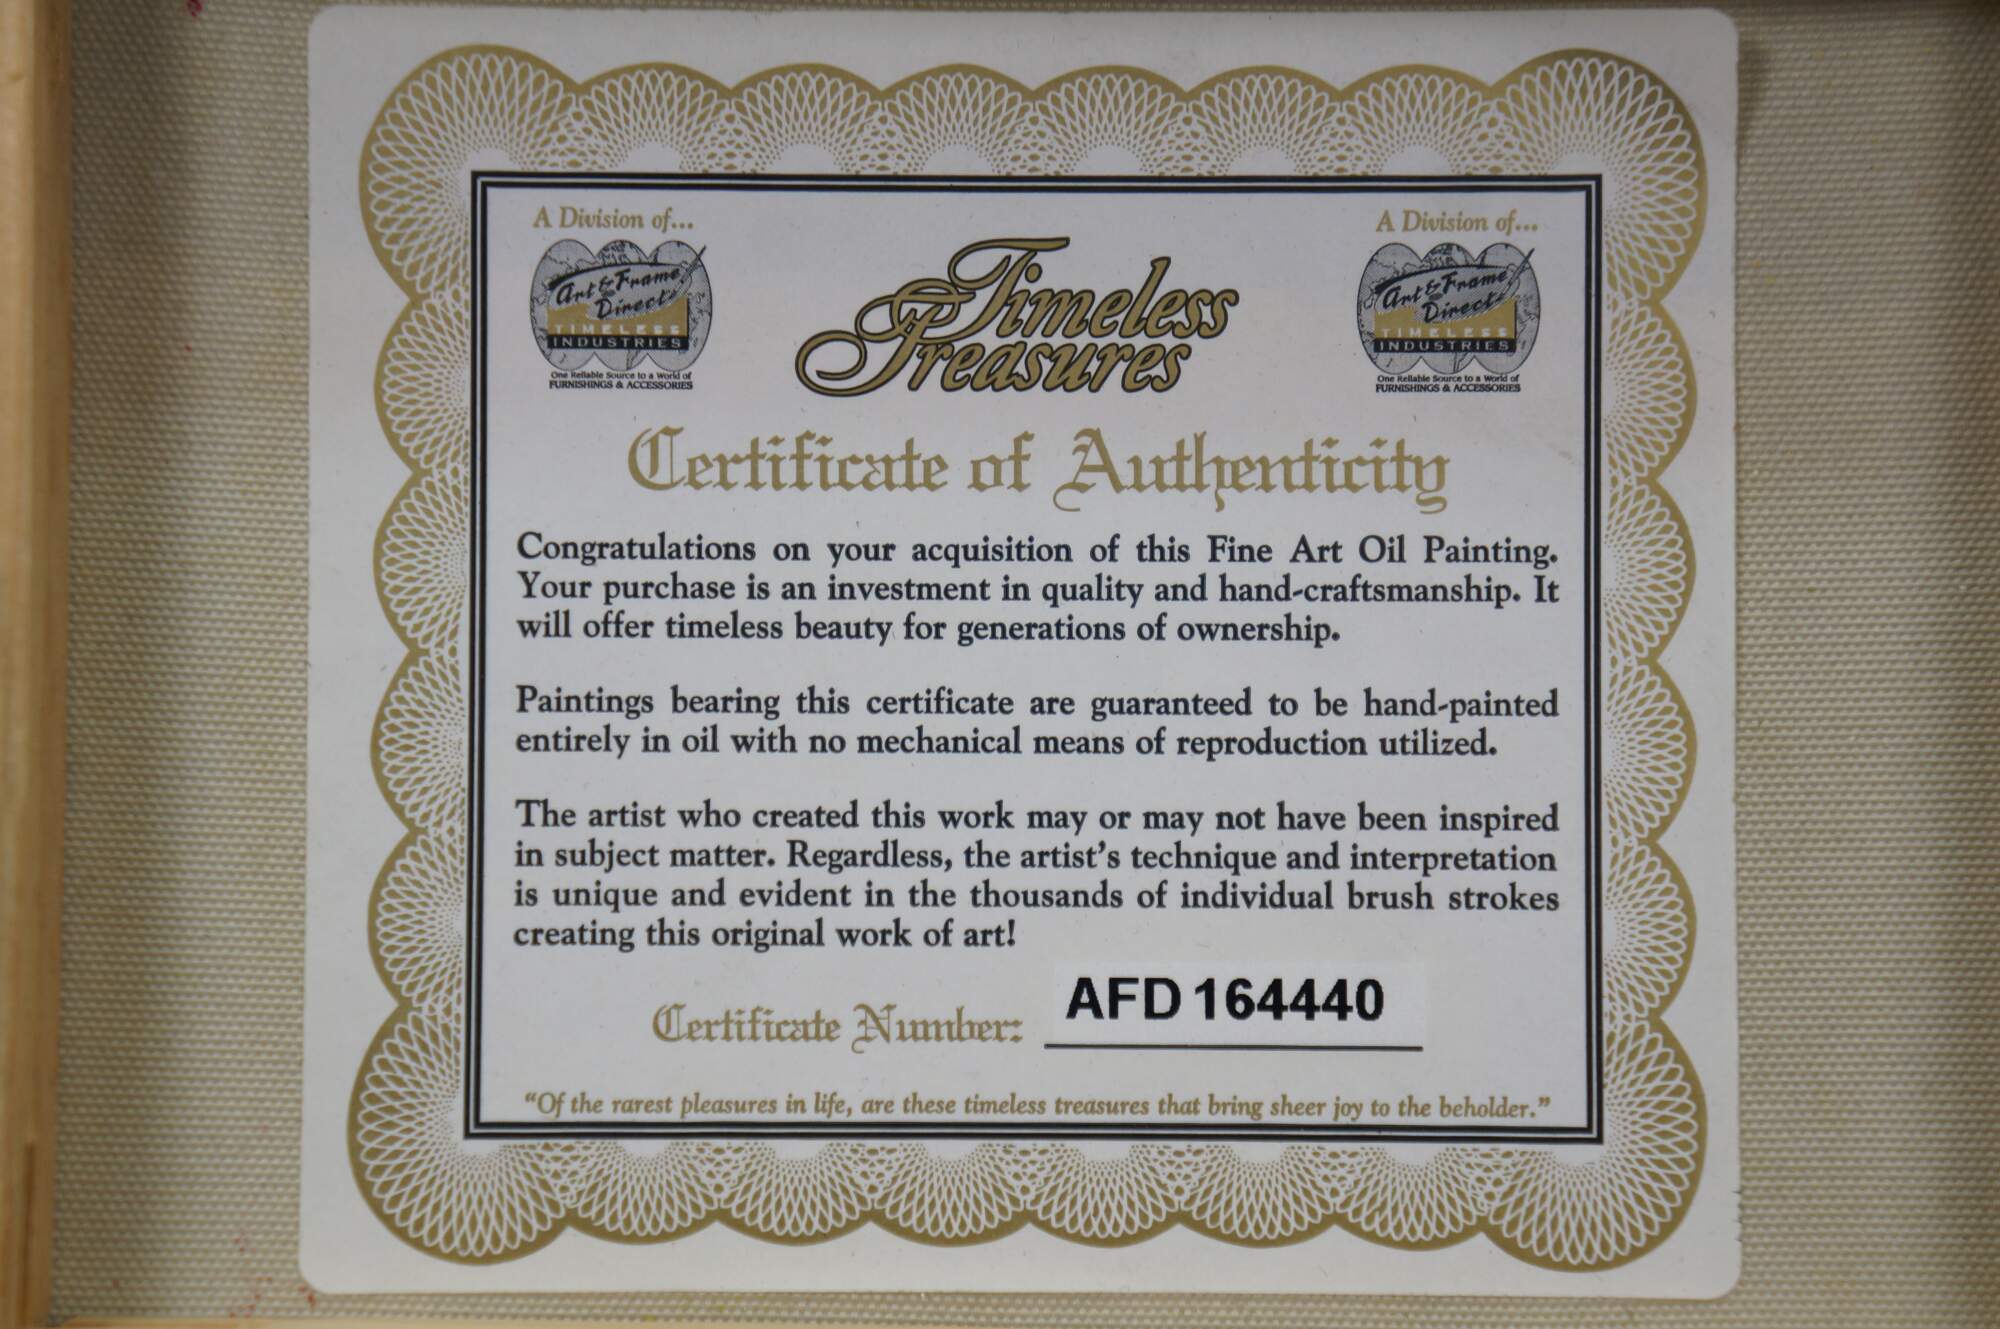 A Division of...
Art & Frame
Direct
TIMELESS
INDUSTRIES
One Reliable Source to a World of
FURNISHINGS & ACCESSORIES
Timeless
Treasures
A Division of...
Art & Frame
Direct
TIMELESS
INDUSTRIES
One Reliable Source to a World of
FURNISHINGS & ACCESSORIES
Certificate of Authenticity
Congratulations on your acquisition of this Fine Art Oil Painting.
Your purchase is an investment in quality and hand-craftsmanship. It
will offer timeless beauty for generations of ownership.
Paintings bearing this certificate are guaranteed to be hand-painted
entirely in oil with no mechanical means of reproduction utilized.
The artist who created this work may or may not have been inspired
in subject matter. Regardless, the artist's technique and interpretation
is unique and evident in the thousands of individual brush strokes
creating this original work of art!
Certificate Number: AFD 164440
"Of the rarest pleasures in life, are these timeless treasures that bring sheer joy to the beholder."